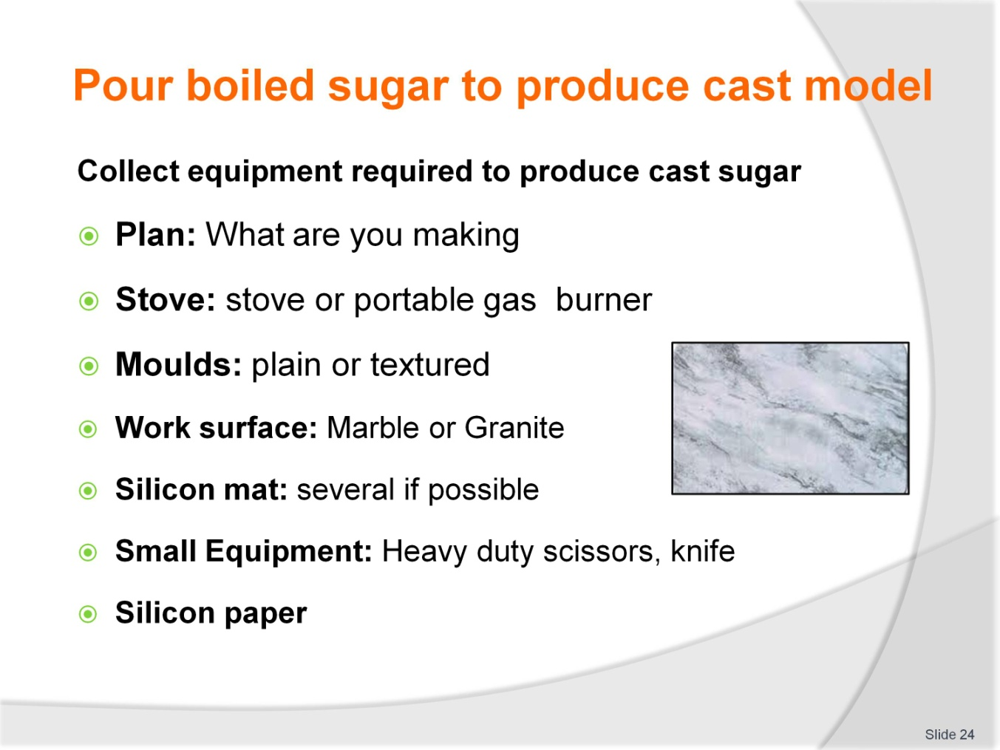 Pour boiled sugar to produce cast model
Collect equipment required to produce cast sugar
Plan: What are you making
Stove: stove or portable gas  burner
Moulds: plain or textured
Work surface: Marble or Granite
Silicon mat: several if possible
Small Equipment: Heavy duty scissors, knife
Silicon paper
Slide 24